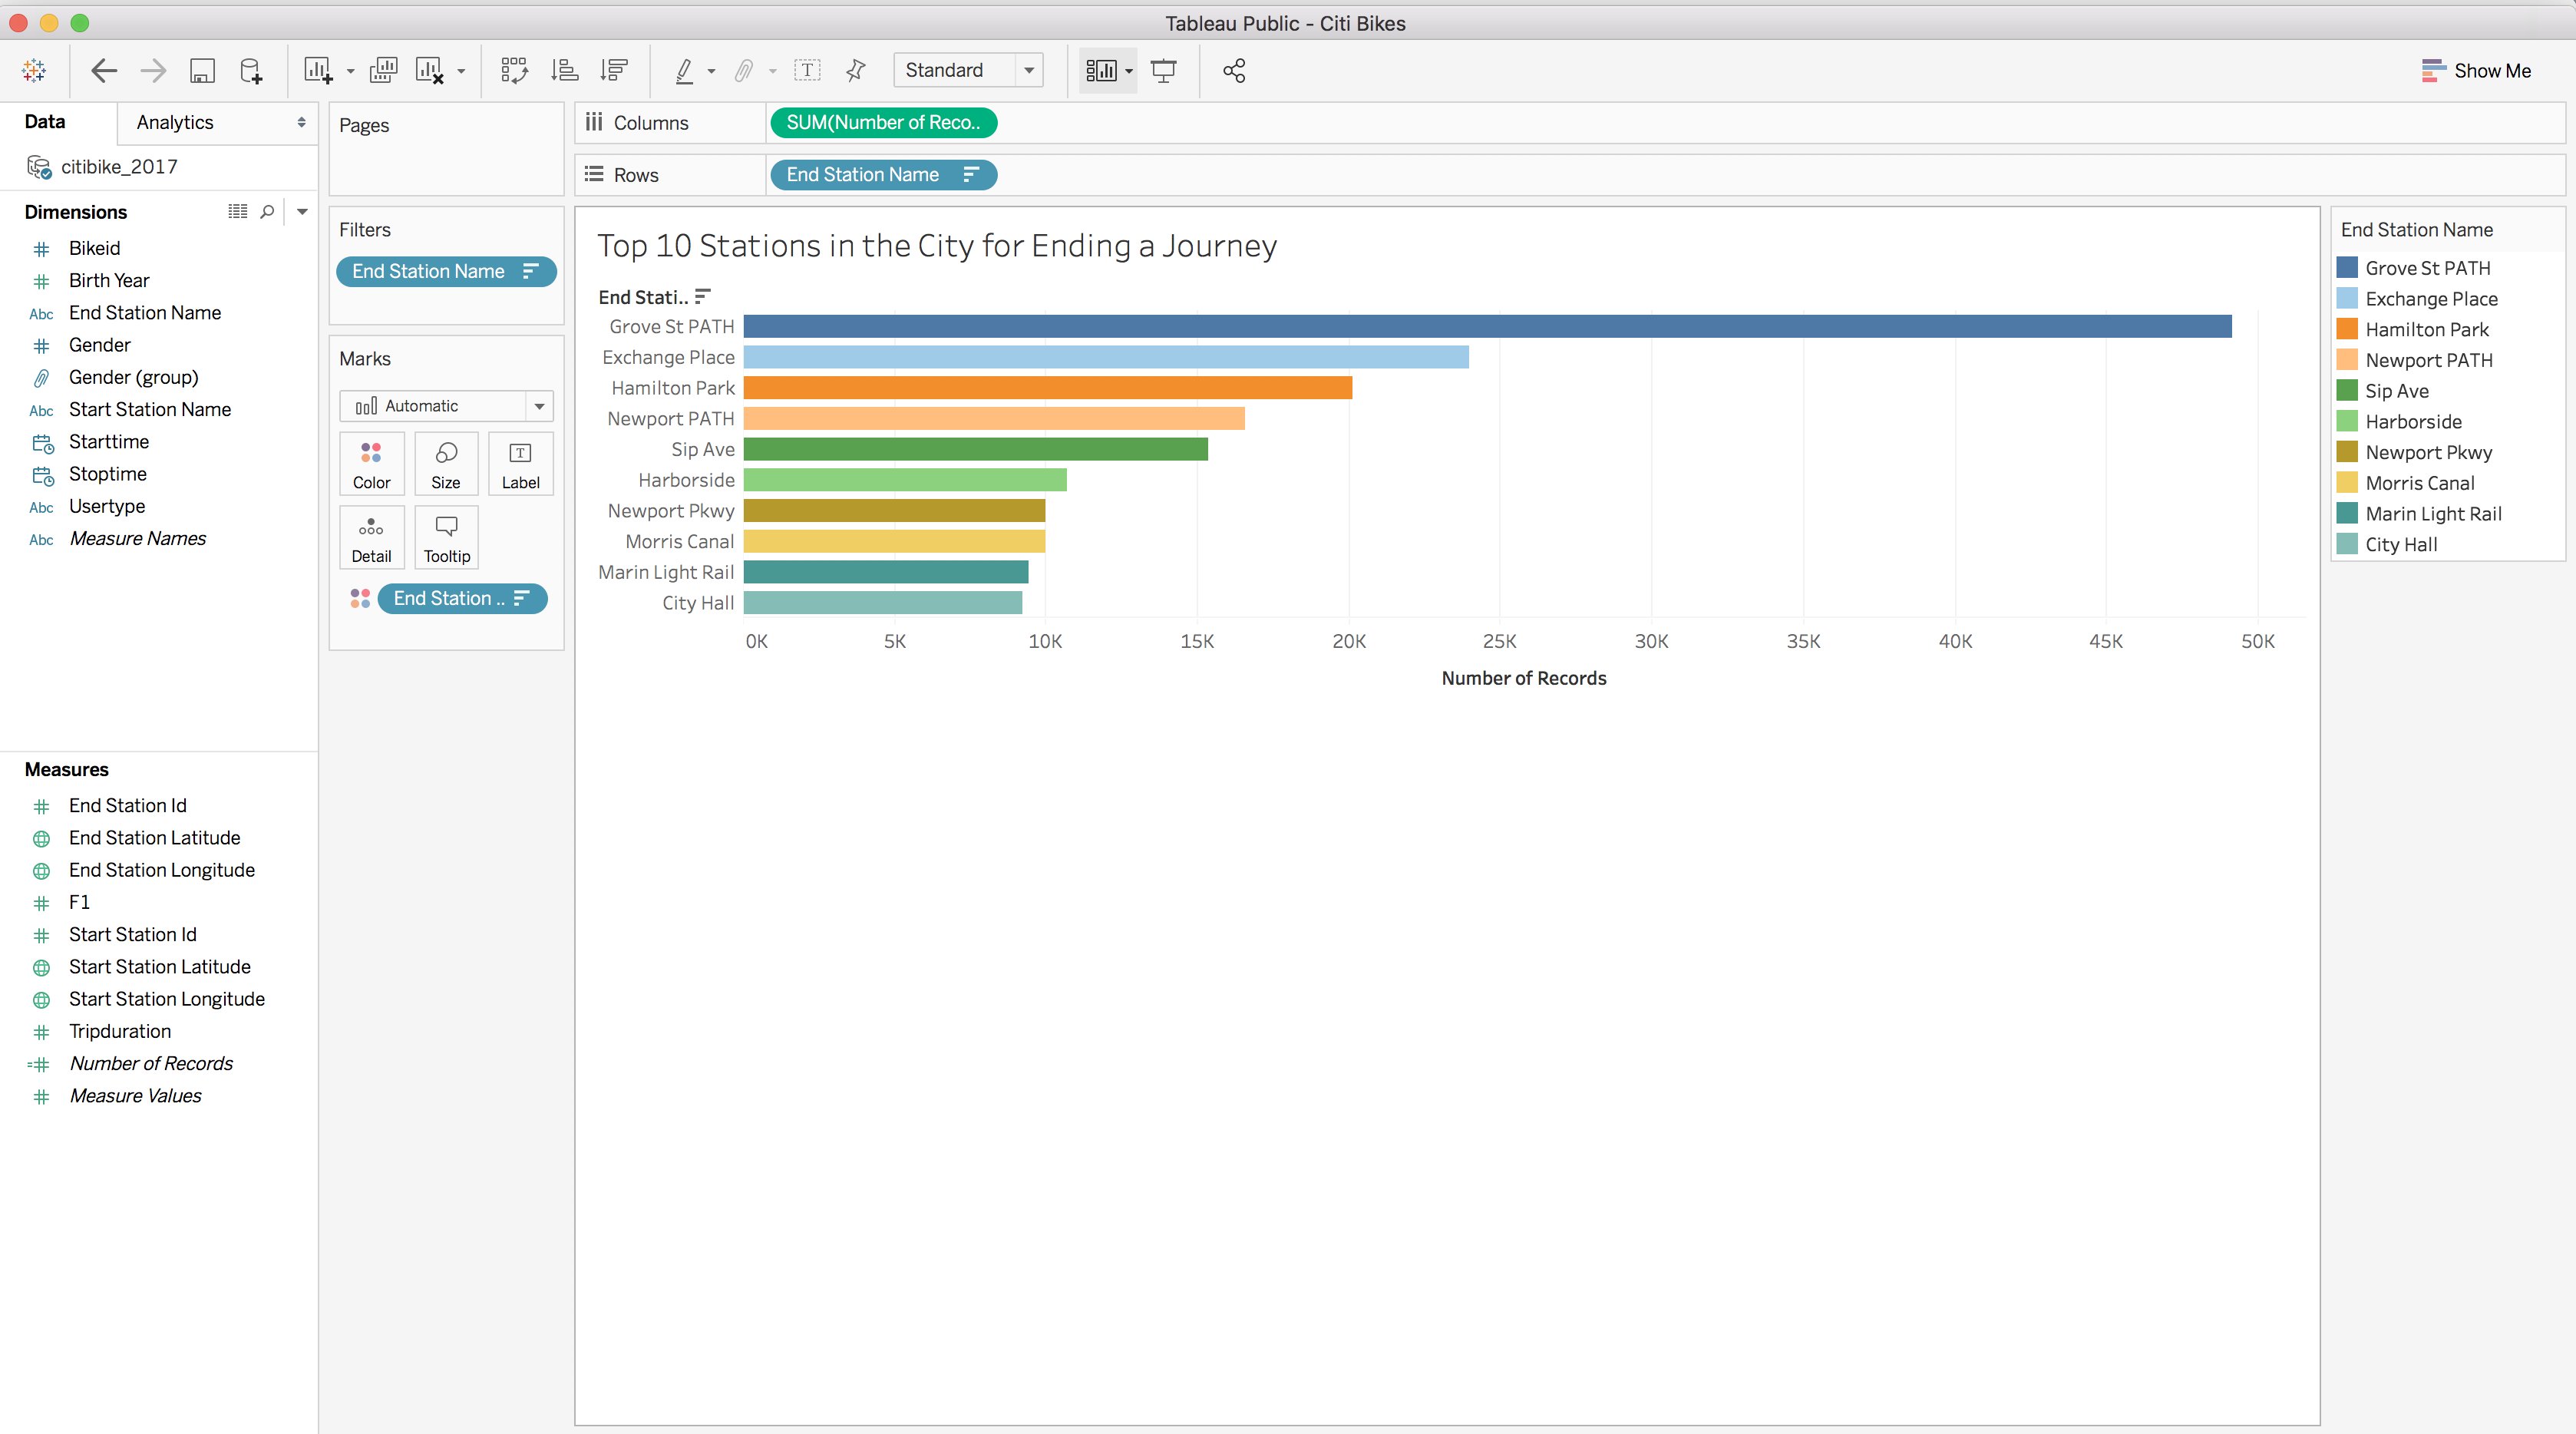 Tableau Public - Citi Bikes
Standard
Show Me
Data
Analytics
citibike_2017
Dimensions
# Bikeid
# Birth Year
Abc End Station Name
# Gender
Gender (group)
Abc Start Station Name
Starttime
Stoptime
Abc Usertype
Abc Measure Names
Measures
# End Station Id
End Station Latitude
End Station Longitude
# F1
# Start Station Id
Start Station Latitude
Start Station Longitude
# Tripduration
=# Number of Records
# Measure Values
Pages
Filters
End Station Name
Marks
Automatic
Color
Size
T
Label
Detail
Tooltip
End Station ..
Columns
SUM(Number of Reco..
Rows
End Station Name
Top 10 Stations in the City for Ending a Journey
End Stati..
Grove St PATH
Exchange Place
Hamilton Park
Newport PATH
Sip Ave
Harborside
Newport Pkwy
Morris Canal
Marin Light Rail
City Hall
0K 5K 10K 15K 20K 25K 30K 35K 40K 45K 50K
Number of Records
End Station Name
Grove St PATH
Exchange Place
Hamilton Park
Newport PATH
Sip Ave
Harborside
Newport Pkwy
Morris Canal
Marin Light Rail
City Hall